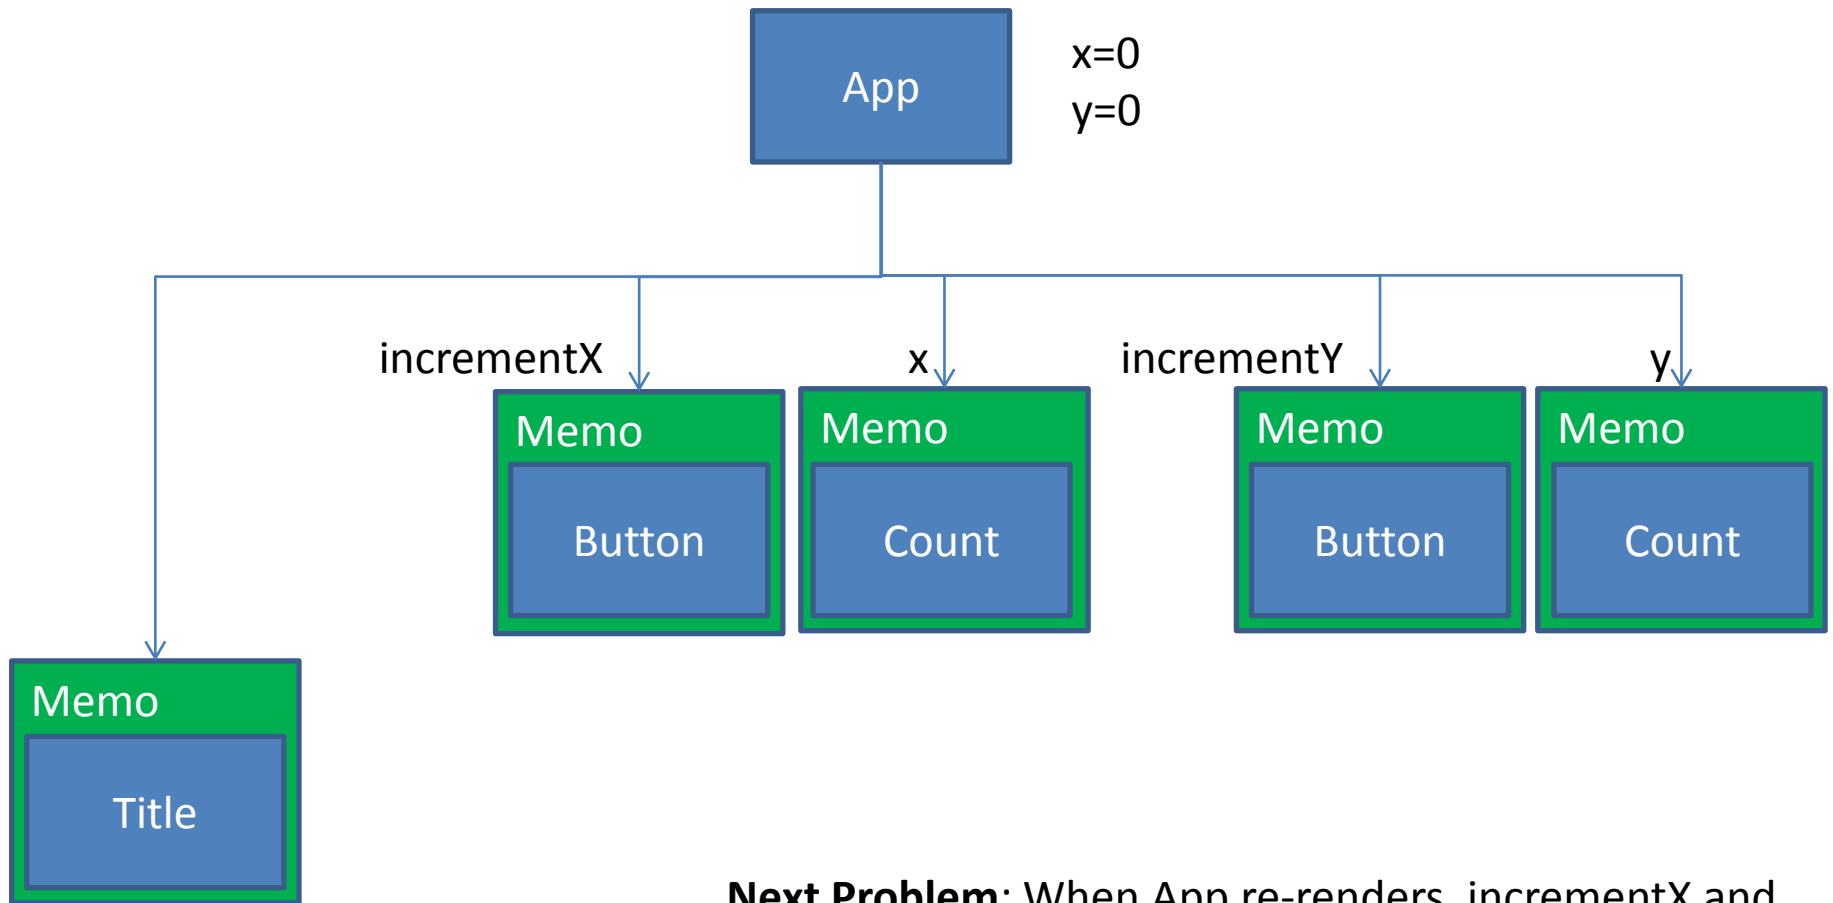 App
x=0
y=0
incrementX
x
incrementY
y
Memo
Memo
Memo
Memo
Button
Count
Button
Count
Memo
Title
Next Problem: When App re-renders, incrementX and